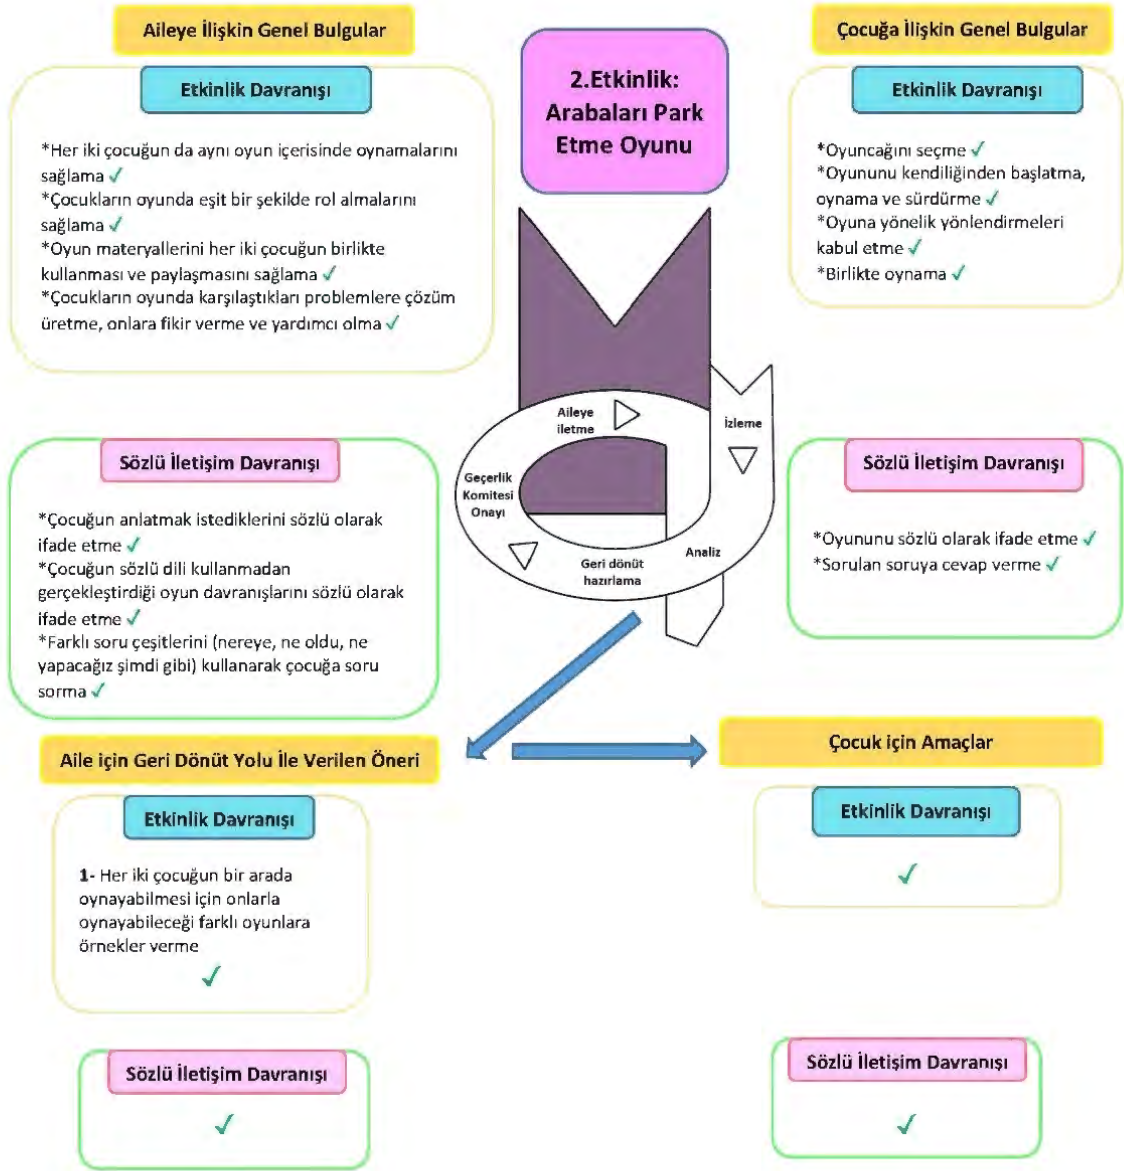 Aileye İlişkin Genel Bulgular
Etkinlik Davranışı
*Her iki çocuğun da aynı oyun içerisinde oynamalarını
sağlama ✓
*Çocukların oyunda eşit bir şekilde rol almalarını
sağlama ✓
*Oyun materyallerini her iki çocuğun birlikte
kullanması ve paylaşmasını sağlama ✓
*Çocukların oyunda karşılaştıkları problemlere çözüm
üretme, onlara fikir verme ve yardımcı olma ✓
2.Etkinlik:
Arabaları Park
Etme Oyunu
Çocuğa İlişkin Genel Bulgular
Etkinlik Davranışı
*Oyuncağını seçme ✓
*Oyununu kendiliğinden başlatma,
oynama ve sürdürme ✓
*Oyuna yönelik yönlendirmeleri
kabul etme ✓
*Birlikte oynama ✓
Aileye
iletme
İzleme
Geçerlik
Komitesi
Onayı
Geri dönüt
hazırlama
Analiz
Sözlü İletişim Davranışı
*Çocuğun anlatmak istediklerini sözlü olarak
ifade etme ✓
*Çocuğun sözlü dili kullanmadan
gerçekleştirdiği oyun davranışlarını sözlü olarak
ifade etme ✓
*Farklı soru çeşitlerini (nereye, ne oldu, ne
yapacağız şimdi gibi) kullanarak çocuğa soru
sorma ✓
Sözlü İletişim Davranışı
*Oyununu sözlü olarak ifade etme ✓
*Sorulan soruya cevap verme ✓
Aile için Geri Dönüt Yolu İle Verilen Öneri
Etkinlik Davranışı
1- Her iki çocuğun bir arada
oynayabilmesi için onlarla
oynayabileceği farklı oyunlara
örnekler verme
✓
Sözlü İletişim Davranışı
✓
Çocuk için Amaçlar
Etkinlik Davranışı
✓
Sözlü İletişim Davranışı
✓